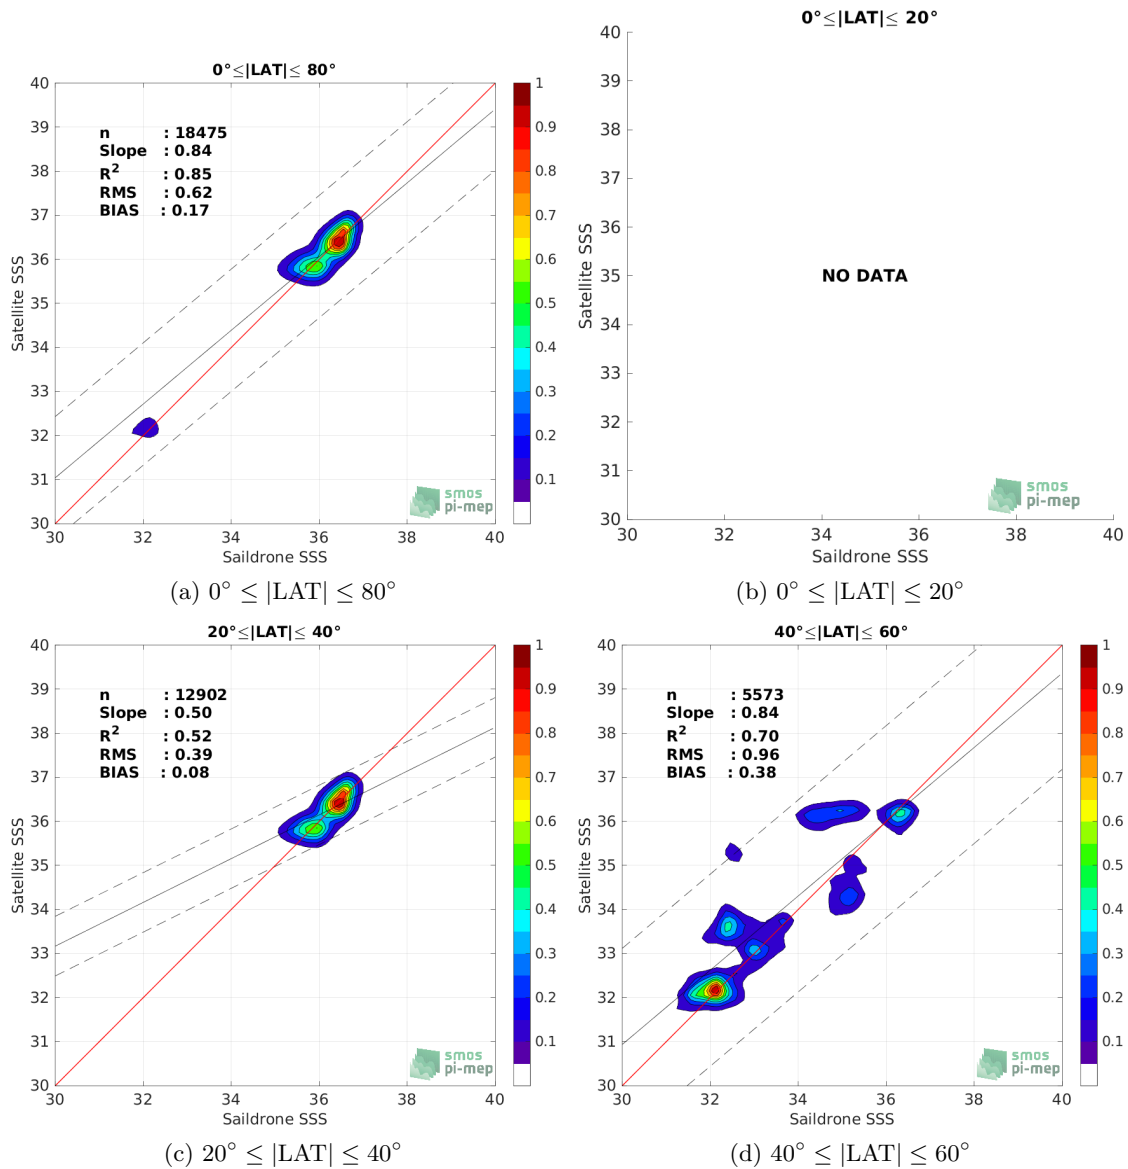 0°≤|LAT|≤ 80°
40
39
38
37
36
35
34
33
32
31
30
Satellite SSS
n : 18475
Slope : 0.84
R² : 0.85
RMS : 0.62
BIAS : 0.17
smos
pi-mep
30 32 34 36 38 40
Saildrone SSS
1
0.9
0.8
0.7
0.6
0.5
0.4
0.3
0.2
0.1
(a) 0° ≤ |LAT| ≤ 80°
0°≤|LAT|≤ 20°
40
39
38
37
36
35
34
33
32
31
30
Satellite SSS
NO DATA
smos
pi-mep
30 32 34 36 38 40
Saildrone SSS
(b) 0° ≤ |LAT| ≤ 20°
20°≤|LAT|≤ 40°
40
39
38
37
36
35
34
33
32
31
30
Satellite SSS
n : 12902
Slope : 0.50
R² : 0.52
RMS : 0.39
BIAS : 0.08
smos
pi-mep
30 32 34 36 38 40
Saildrone SSS
1
0.9
0.8
0.7
0.6
0.5
0.4
0.3
0.2
0.1
(c) 20° ≤ |LAT| ≤ 40°
40°≤|LAT|≤ 60°
40
39
38
37
36
35
34
33
32
31
30
Satellite SSS
n : 5573
Slope : 0.84
R² : 0.70
RMS : 0.96
BIAS : 0.38
smos
pi-mep
30 32 34 36 38 40
Saildrone SSS
1
0.9
0.8
0.7
0.6
0.5
0.4
0.3
0.2
0.1
(d) 40° ≤ |LAT| ≤ 60°